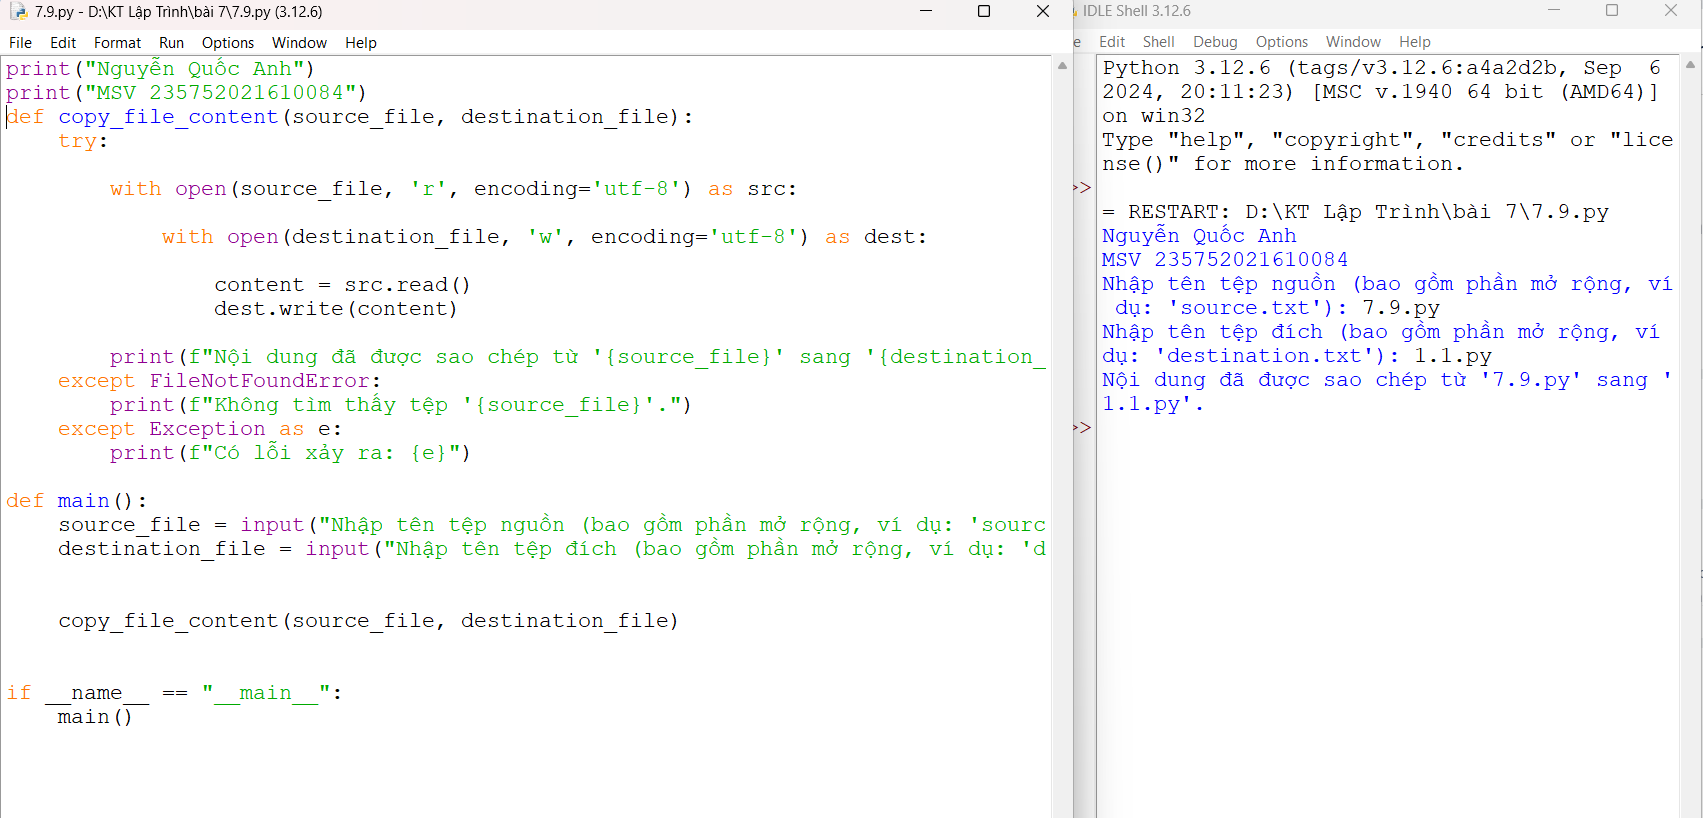 7.9.py - D:\KT Lập Trình\bài 7\7.9.py (3.12.6)
File Edit Format Run Options Window Help
print("Nguyễn Quốc Anh")
print("MSV 235752021610084")
def copy_file_content(source_file, destination_file):
    try:
        with open(source_file, 'r', encoding='utf-8') as src:
            with open(destination_file, 'w', encoding='utf-8') as dest:
                content = src.read()
                dest.write(content)
        print(f"Nội dung đã được sao chép từ '{source_file}' sang '{destination_
    except FileNotFoundError:
        print(f"Không tìm thấy tệp '{source_file}'.")
    except Exception as e:
        print(f"Có lỗi xảy ra: {e}")
def main():
    source_file = input("Nhập tên tệp nguồn (bao gồm phần mở rộng, ví dụ: 'sourc
    destination_file = input("Nhập tên tệp đích (bao gồm phần mở rộng, ví dụ: 'd
    copy_file_content(source_file, destination_file)
if __name__ == "__main__":
    main()
IDLE Shell 3.12.6
e Edit Shell Debug Options Window Help
Python 3.12.6 (tags/v3.12.6:a4a2d2b, Sep  6
2024, 20:11:23) [MSC v.1940 64 bit (AMD64)]
on win32
Type "help", "copyright", "credits" or "lice
nse()" for more information.
>>
= RESTART: D:\KT Lập Trình\bài 7\7.9.py
Nguyễn Quốc Anh
MSV 235752021610084
Nhập tên tệp nguồn (bao gồm phần mở rộng, ví
 dụ: 'source.txt'): 7.9.py
Nhập tên tệp đích (bao gồm phần mở rộng, ví
dụ: 'destination.txt'): 1.1.py
Nội dung đã được sao chép từ '7.9.py' sang '
1.1.py'.
>>